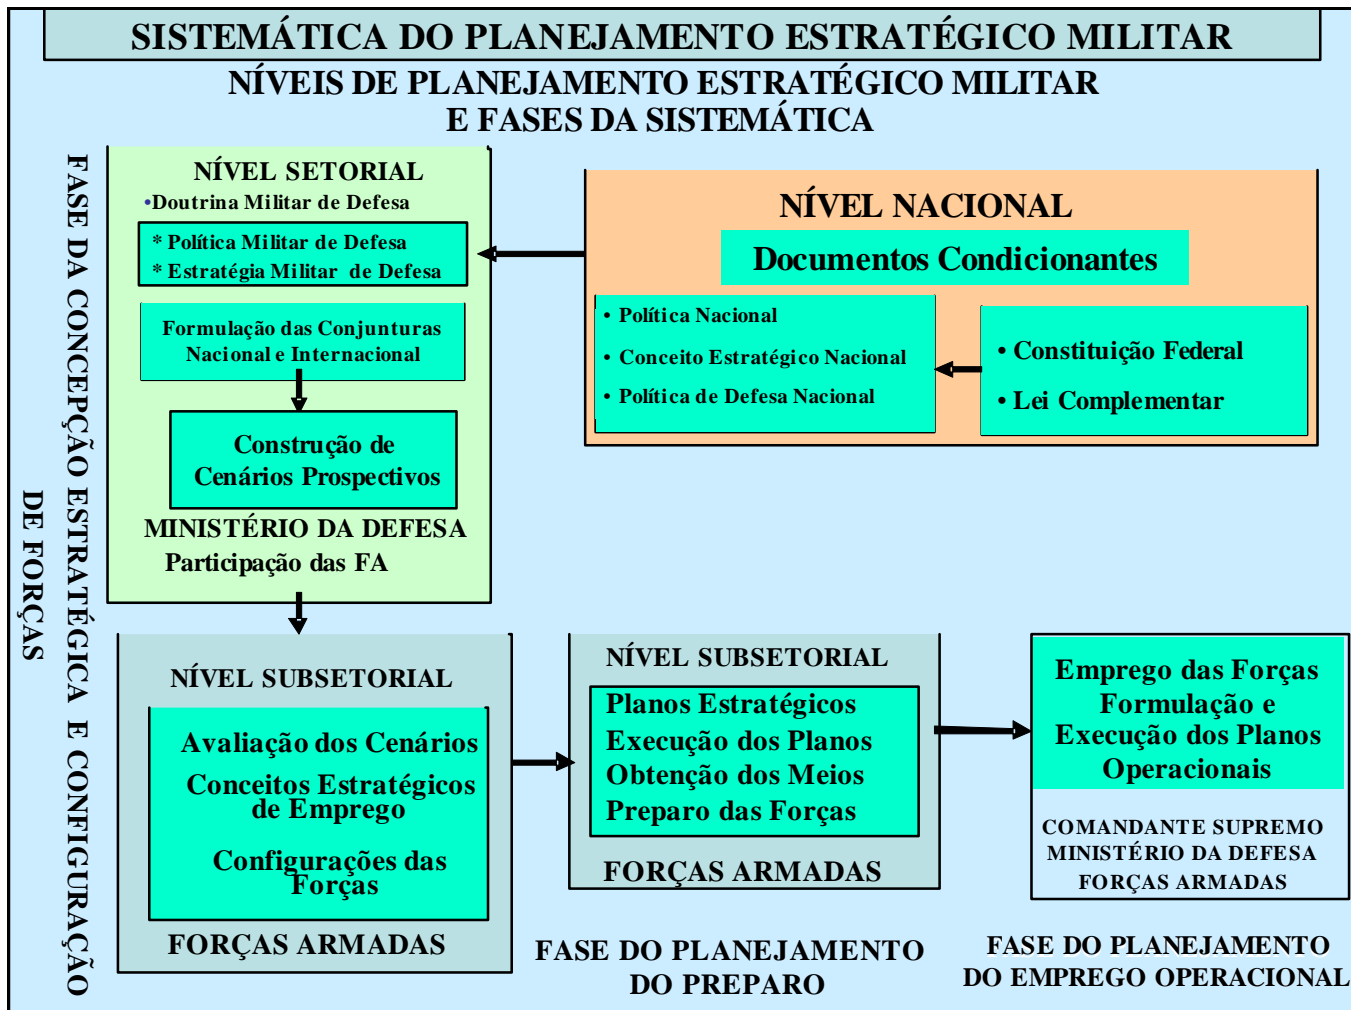 SISTEMÁTICA DO PLANEJAMENTO ESTRATÉGICO MILITAR
NÍVEIS DE PLANEJAMENTO ESTRATÉGICO MILITAR
E FASES DA SISTEMÁTICA
FASE DA CONCEPÇÃO ESTRATÉGICA E CONFIGURAÇÃO
DE FORÇAS
NÍVEL SETORIAL
•Doutrina Militar de Defesa
* Política Militar de Defesa
* Estratégia Militar de Defesa
Formulação das Conjunturas
Nacional e Internacional
Construção de
Cenários Prospectivos
MINISTÉRIO DA DEFESA
Participação das FA
NÍVEL NACIONAL
Documentos Condicionantes
• Política Nacional
• Conceito Estratégico Nacional
• Política de Defesa Nacional
• Constituição Federal
• Lei Complementar
NÍVEL SUBSETORIAL
Avaliação dos Cenários
Conceitos Estratégicos
de Emprego
Configurações das
Forças
FORÇAS ARMADAS
NÍVEL SUBSETORIAL
Planos Estratégicos
Execução dos Planos
Obtenção dos Meios
Preparo das Forças
FORÇAS ARMADAS
FASE DO PLANEJAMENTO
DO PREPARO
Emprego das Forças
Formulação e
Execução dos Planos
Operacionais
COMANDANTE SUPREMO
MINISTÉRIO DA DEFESA
FORÇAS ARMADAS
FASE DO PLANEJAMENTO
DO EMPREGO OPERACIONAL